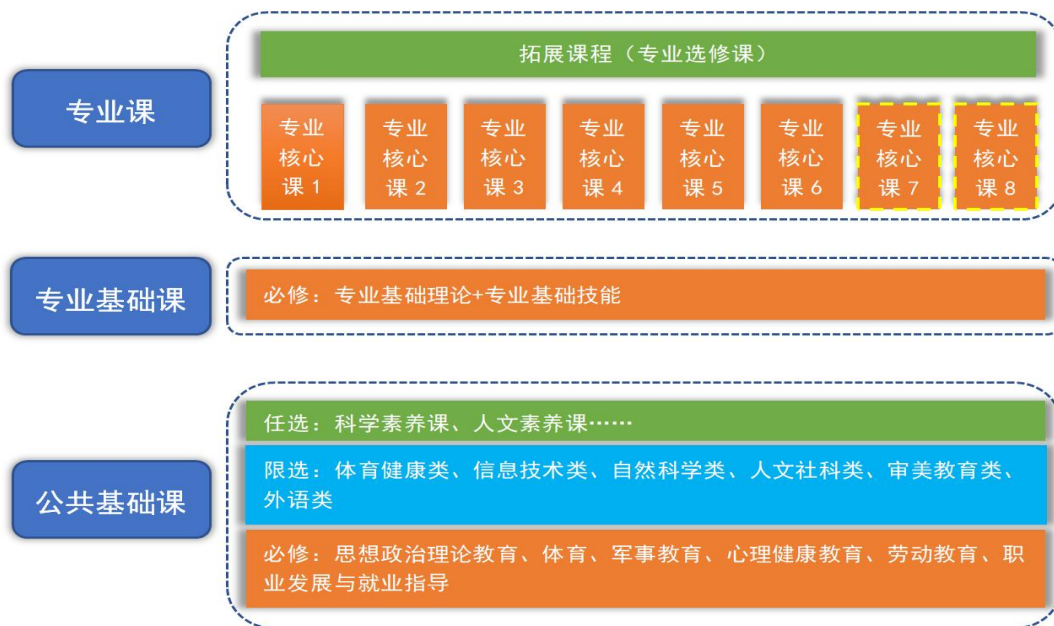 专业课
拓展课程（专业选修课）
专业
核心
课 1
专业
核心
课 2
专业
核心
课 3
专业
核心
课 4
专业
核心
课 5
专业
核心
课 6
专业
核心
课 7
专业
核心
课 8
专业基础课
必修：专业基础理论+专业基础技能
公共基础课
任选：科学素养课、人文素养课……
限选：体育健康类、信息技术类、自然科学类、人文社科类、审美教育类、
外语类
必修：思想政治理论教育、体育、军事教育、心理健康教育、劳动教育、职
业发展与就业指导